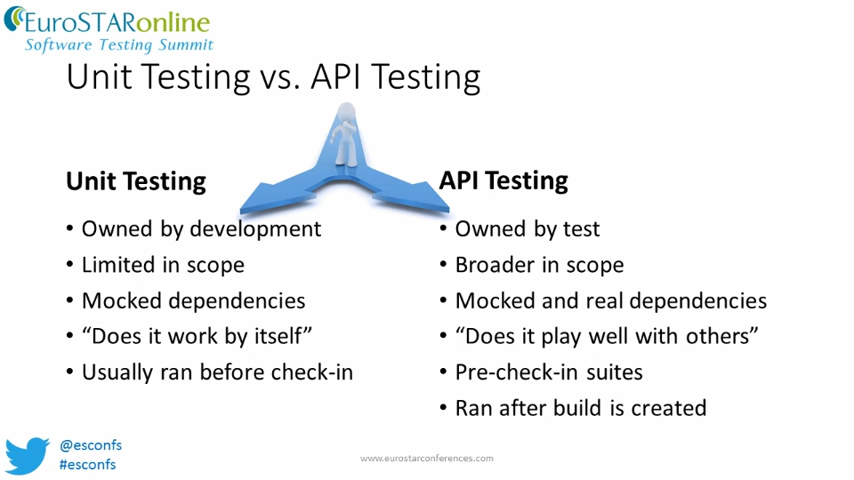 EuroSTARonline
Software Testing Summit
Unit Testing vs. API Testing
Unit Testing
• Owned by development
• Limited in scope
• Mocked dependencies
• “Does it work by itself”
• Usually ran before check-in
API Testing
• Owned by test
• Broader in scope
• Mocked and real dependencies
• “Does it play well with others”
• Pre-check-in suites
• Ran after build is created
@esconfs
#esconfs
www.eurostarconferences.com